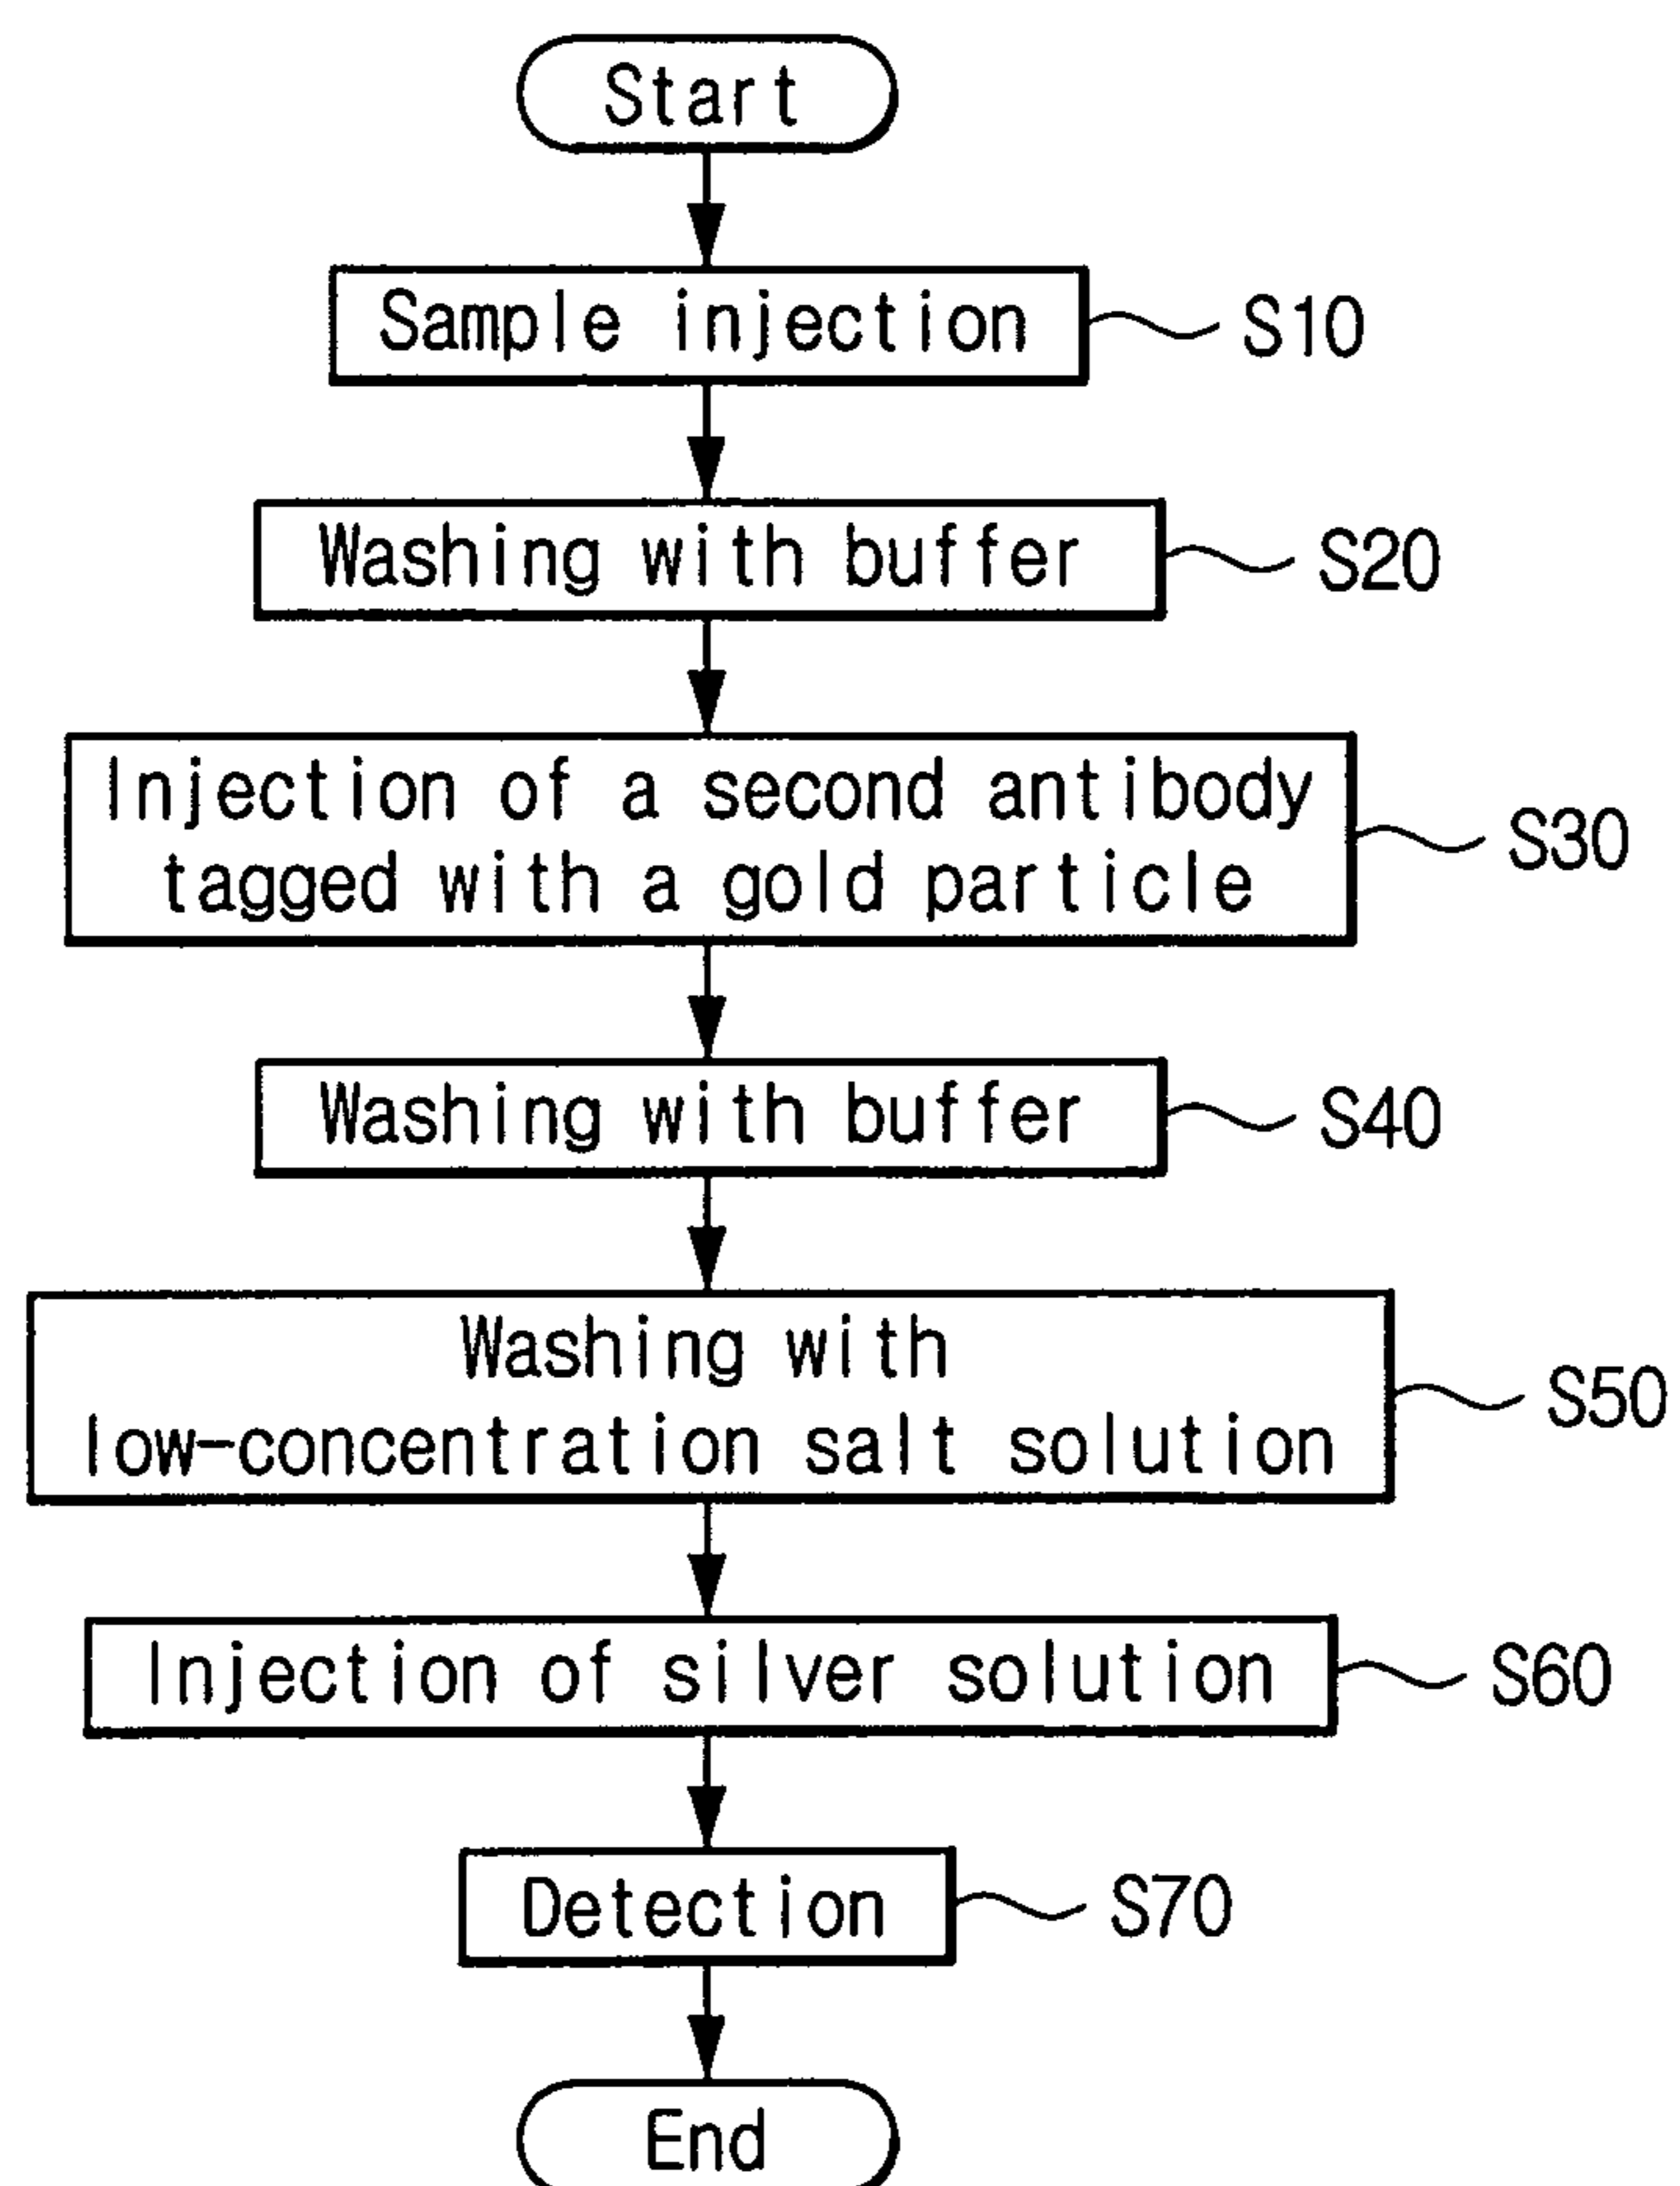 Start
Sample injection
S10
Washing with buffer
S20
Injection of a second antibody
tagged with a gold particle
S30
Washing with buffer
S40
Washing with
low-concentration salt solution
S50
Injection of silver solution
S60
Detection
S70
End